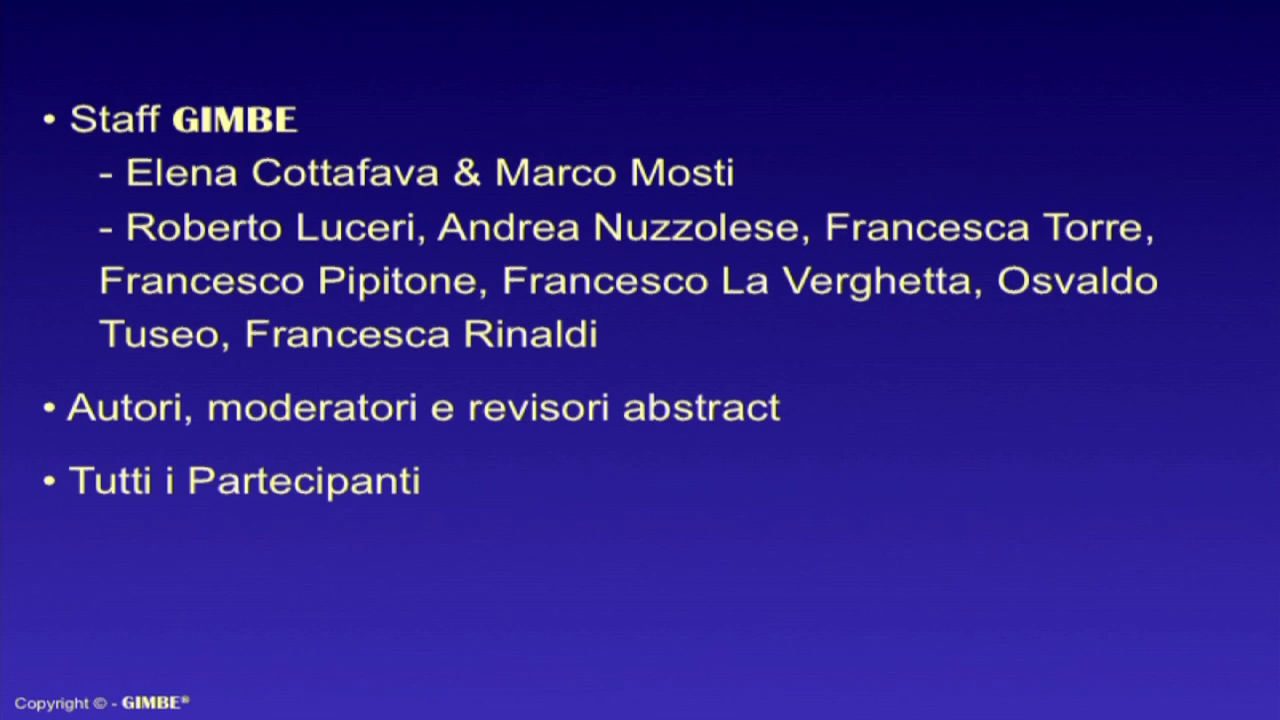 • Staff GIMBE
- Elena Cottafava & Marco Mosti
- Roberto Luceri, Andrea Nuzzolese, Francesca Torre,
Francesco Pipitone, Francesco La Verghetta, Osvaldo
Tuseo, Francesca Rinaldi
• Autori, moderatori e revisori abstract
• Tutti i Partecipanti
Copyright © - GIMBE®